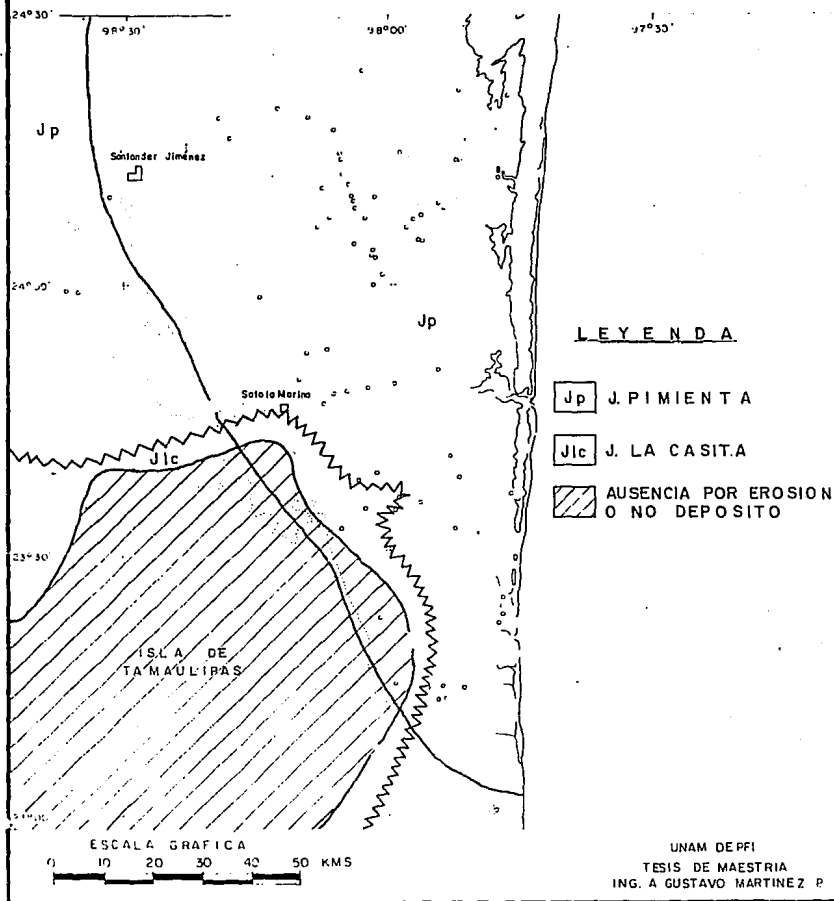 24°30'
98°30'
98°00'
97°30'
Jp
Santander Jiménez
24°00'
Jp
LEYENDA
Soto la Marina
Jp J. PIMIENTA
Jlc
Jlc J. LA CASITA
AUSENCIA POR EROSION
O NO DEPOSITO
23°30'
ISLA DE
TAMAULIPAS
ESCALA GRAFICA
0 10 20 30 40 50 KMS
UNAM DEPFI
TESIS DE MAESTRIA
ING. A GUSTAVO MARTINEZ P